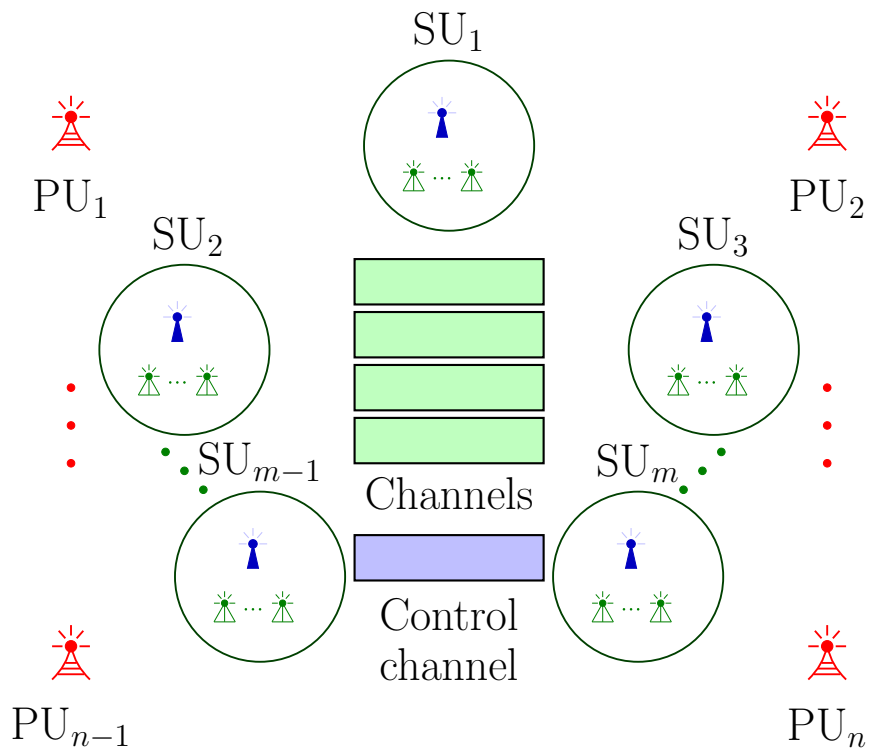 SU₁
PU₁
PU₂
SU₂
SU₃
SUₘ₋₁
SUₘ
Channels
Control
channel
PUₙ₋₁
PUₙ